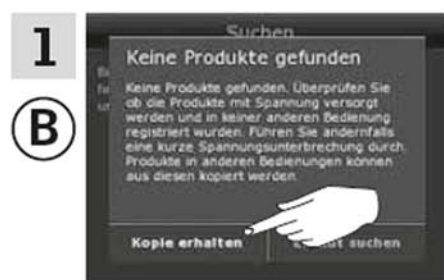 1
Suchen
Keine Produkte gefunden
Keine Produkte gefunden. Überprüfen Sie
ob die Produkte mit Spannung versorgt
werden und in keiner anderen Bedienung
registriert wurden. Führen Sie andernfalls
eine kurze Spannungsunterbrechung durch.
Produkte in anderen Bedienungen können
aus diesen kopiert werden
B
Kopie erhalten
suchen